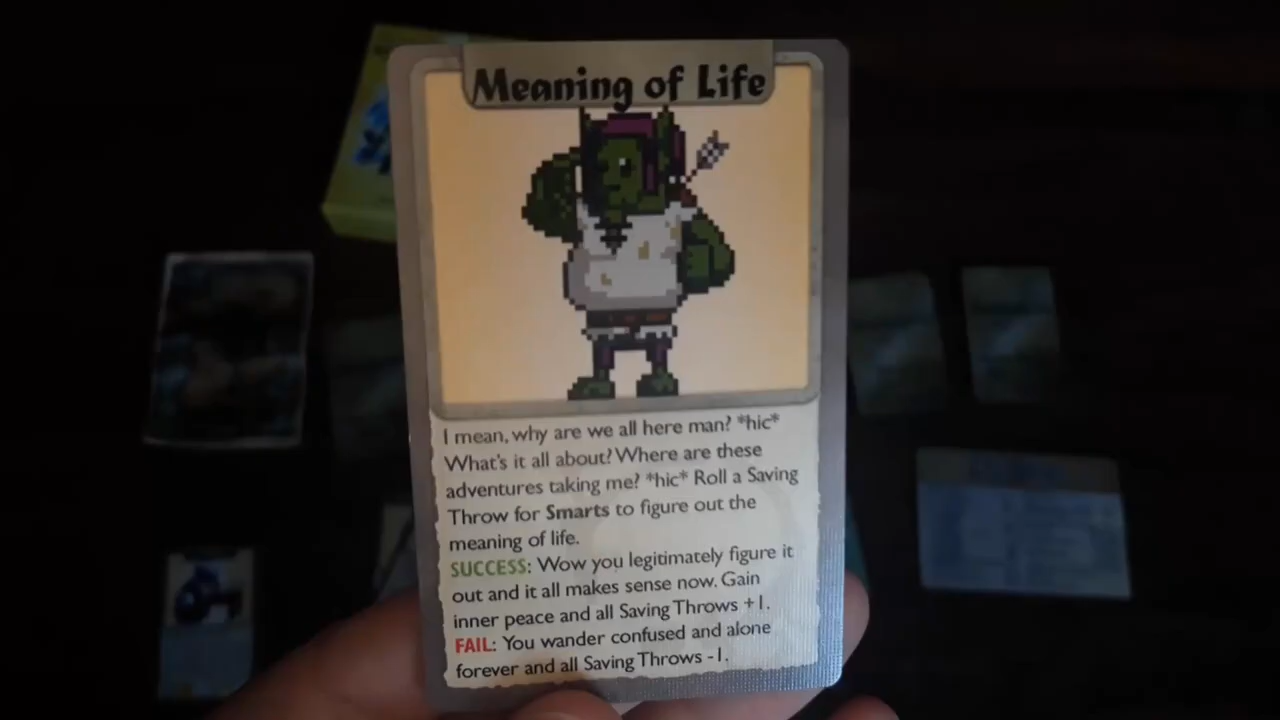 Meaning of Life
I mean, why are we all here man? *hic*
What's it all about? Where are these
adventures taking me? *hic* Roll a Saving
Throw for Smarts to figure out the
meaning of life.
SUCCESS: Wow you legitimately figure it
out and it all makes sense now. Gain
inner peace and all Saving Throws +1.
FAIL: You wander confused and alone
forever and all Saving Throws -1.